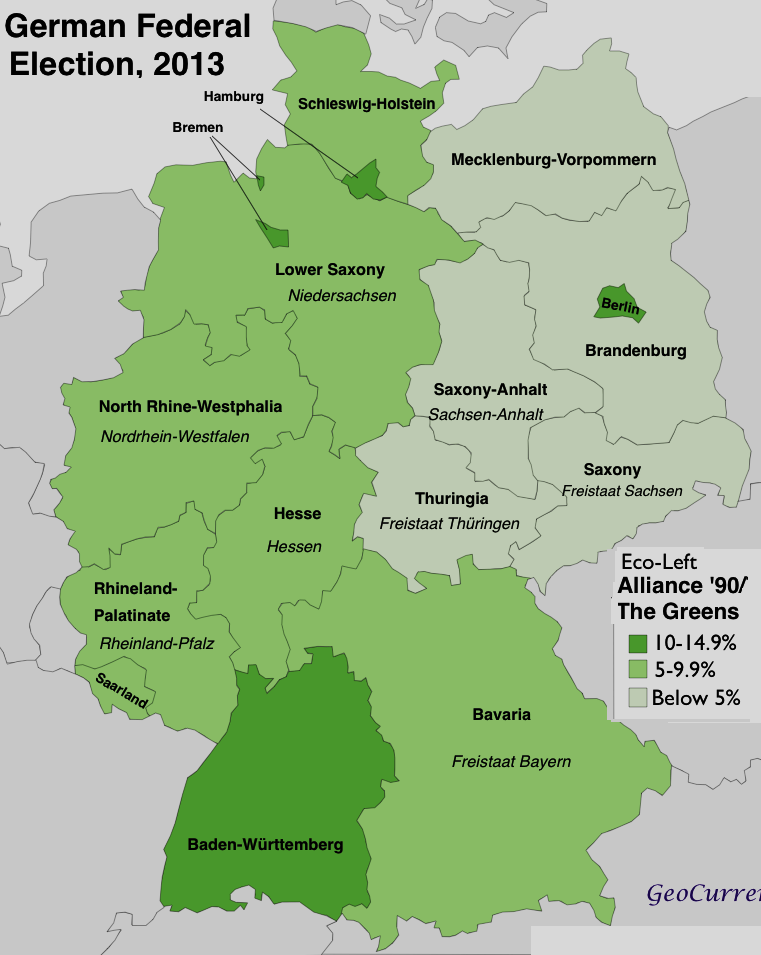 German Federal
Election, 2013
Hamburg
Schleswig-Holstein
Bremen
Mecklenburg-Vorpommern
Lower Saxony
Niedersachsen
Berlin
Brandenburg
Saxony-Anhalt
Sachsen-Anhalt
North Rhine-Westphalia
Nordrhein-Westfalen
Saxony
Freistaat Sachsen
Thuringia
Freistaat Thüringen
Hesse
Hessen
Eco-Left
Alliance '90/
The Greens
10-14.9%
5-9.9%
Below 5%
Rhineland-
Palatinate
Rheinland-Pfalz
Saarland
Bavaria
Freistaat Bayern
Baden-Württemberg